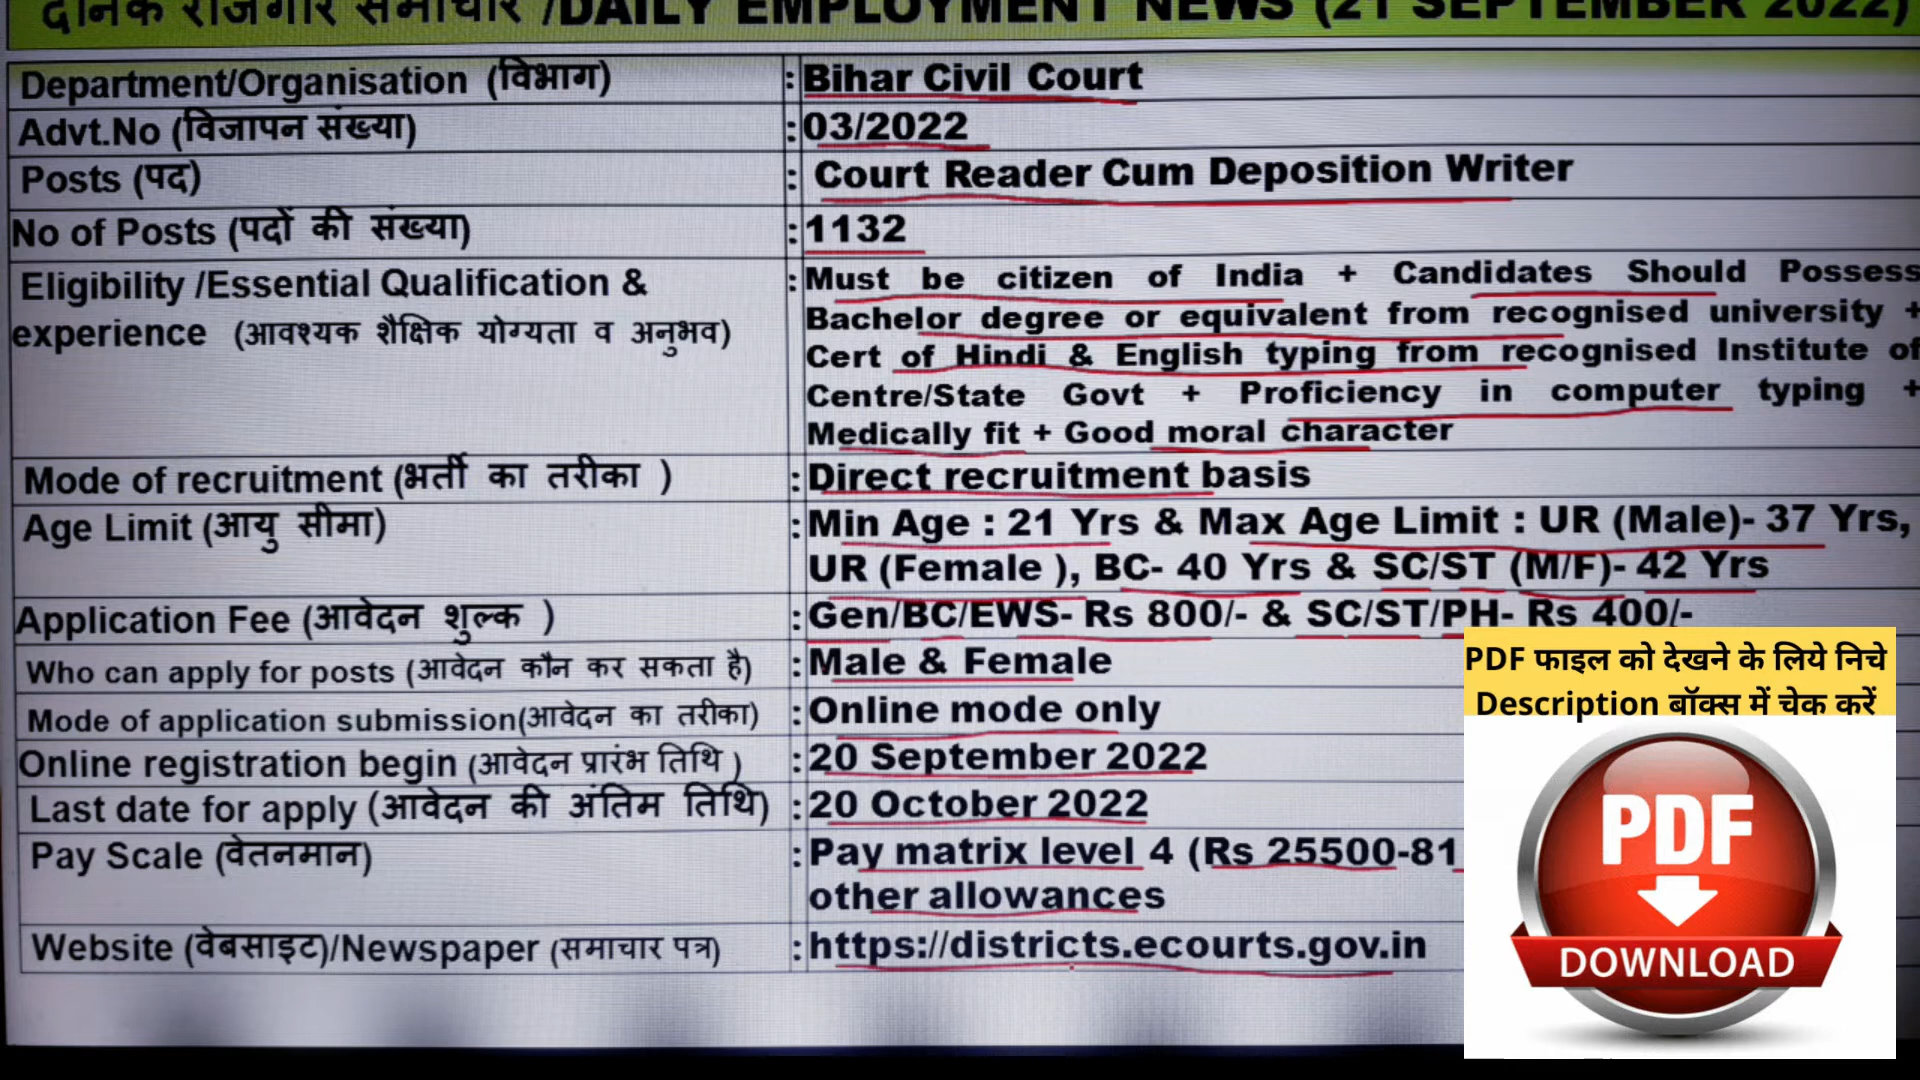 दैनिक रोजगार समाचार /DAILY EMPLOYMENT NEWS (21 SEPTEMBER 2022)
Department/Organisation (विभाग) : Bihar Civil Court
Advt.No (विज्ञापन संख्या) : 03/2022
Posts (पद) : Court Reader Cum Deposition Writer
No of Posts (पदों की संख्या) : 1132
Eligibility /Essential Qualification & experience (आवश्यक शैक्षिक योग्यता व अनुभव)
: Must be citizen of India + Candidates Should Possess
Bachelor degree or equivalent from recognised university +
Cert of Hindi & English typing from recognised Institute of
Centre/State Govt + Proficiency in computer typing +
Medically fit + Good moral character
Mode of recruitment (भर्ती का तरीका ) : Direct recruitment basis
Age Limit (आयु सीमा) : Min Age : 21 Yrs & Max Age Limit : UR (Male)- 37 Yrs,
UR (Female ), BC- 40 Yrs & SC/ST (M/F)- 42 Yrs
Application Fee (आवेदन शुल्क ) : Gen/BC/EWS- Rs 800/- & SC/ST/PH- Rs 400/-
Who can apply for posts (आवेदन कौन कर सकता है) : Male & Female
Mode of application submission(आवेदन का तरीका) : Online mode only
Online registration begin (आवेदन प्रारंभ तिथि ) : 20 September 2022
Last date for apply (आवेदन की अंतिम तिथि) : 20 October 2022
Pay Scale (वेतनमान) : Pay matrix level 4 (Rs 25500-81
other allowances
Website (वेबसाइट)/Newspaper (समाचार पत्र) : https://districts.ecourts.gov.in
PDF फाइल को देखने के लिये निचे
Description बॉक्स में चेक करें
PDF
DOWNLOAD